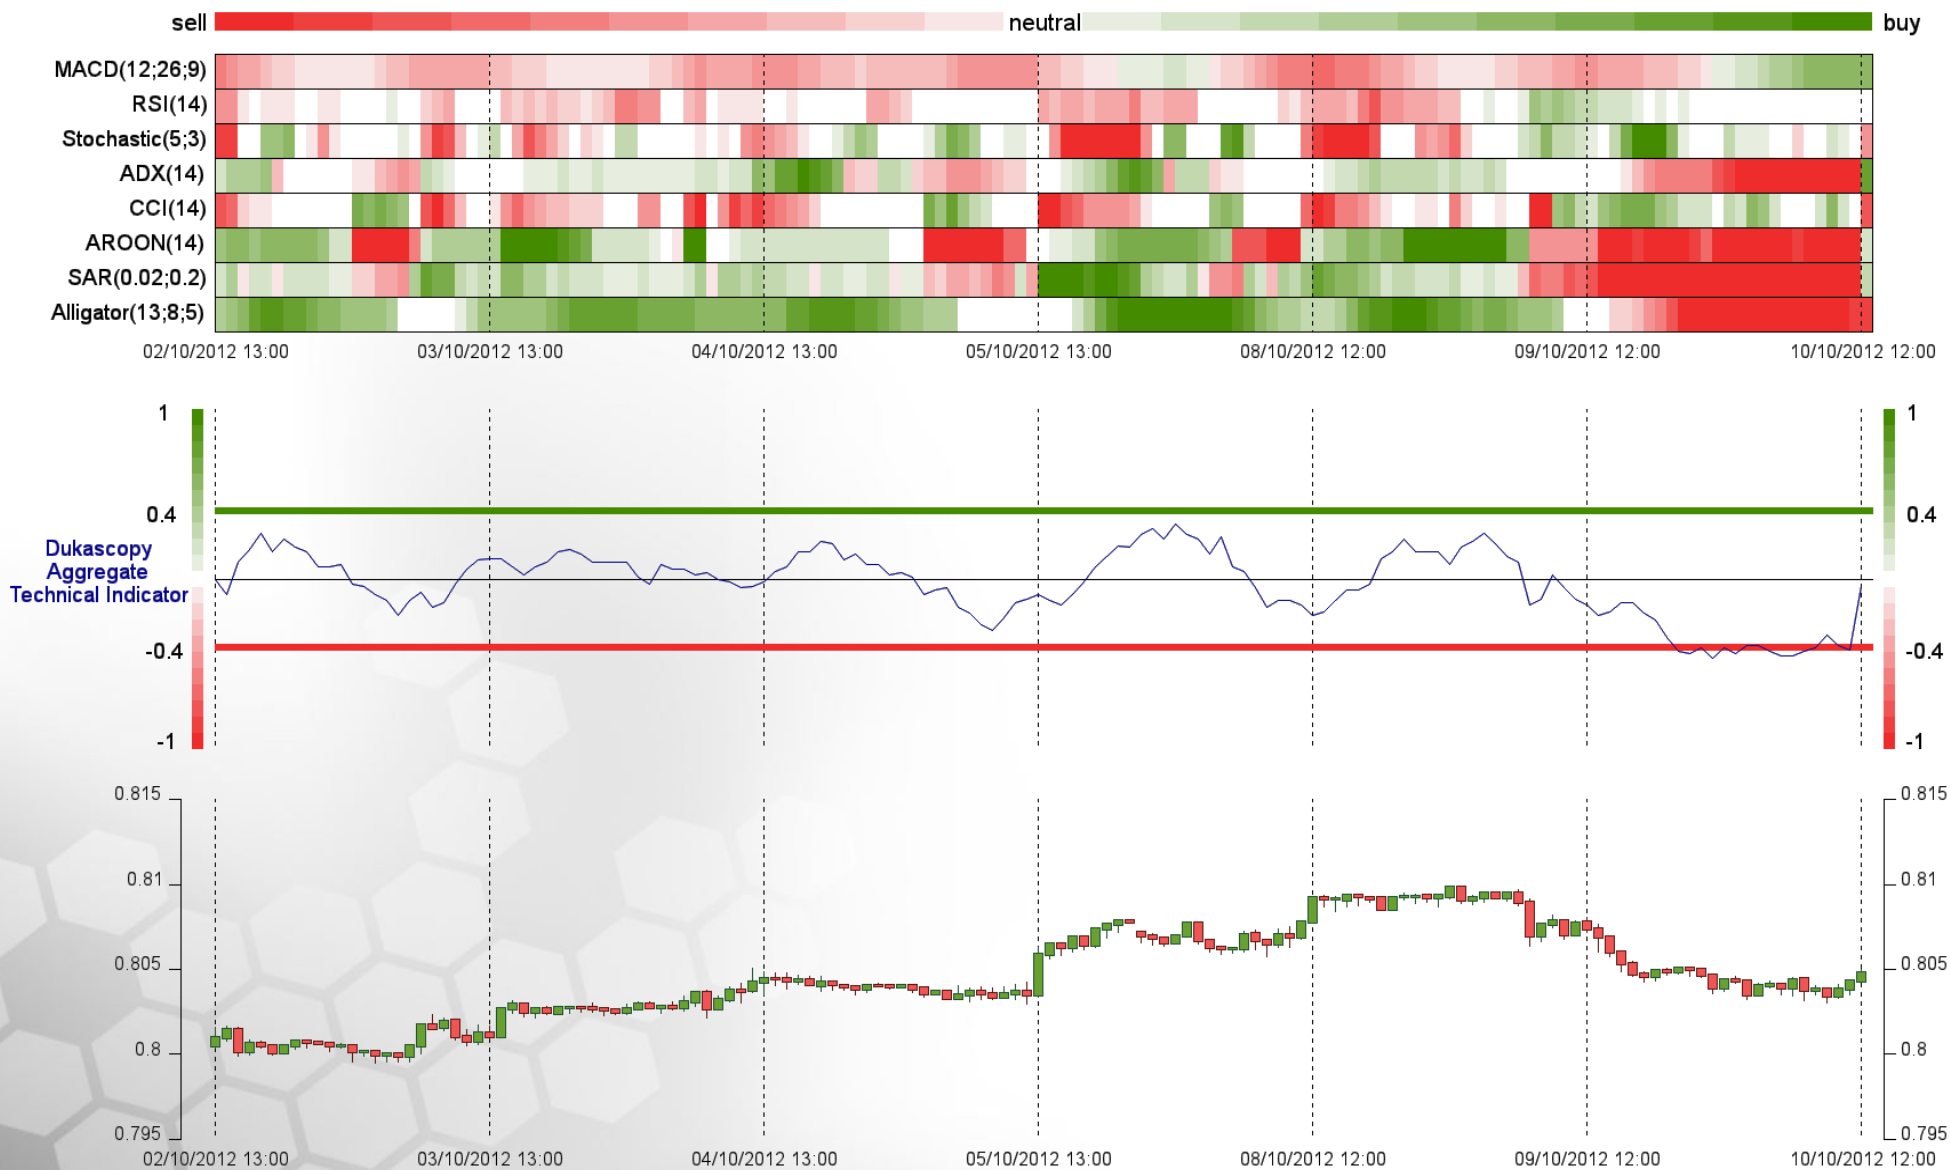 sell neutral buy
MACD(12;26;9)
RSI(14)
Stochastic(5;3)
ADX(14)
CCI(14)
AROON(14)
SAR(0.02;0.2)
Alligator(13;8;5)
02/10/2012 13:00 03/10/2012 13:00 04/10/2012 13:00 05/10/2012 13:00 08/10/2012 12:00 09/10/2012 12:00 10/10/2012 12:00
1 1
0.4 0.4
Dukascopy
Aggregate
Technical Indicator
-0.4 -0.4
-1 -1
0.815 0.815
0.81 0.81
0.805 0.805
0.8 0.8
0.795 0.795
02/10/2012 13:00 03/10/2012 13:00 04/10/2012 13:00 05/10/2012 13:00 08/10/2012 12:00 09/10/2012 12:00 10/10/2012 12:00